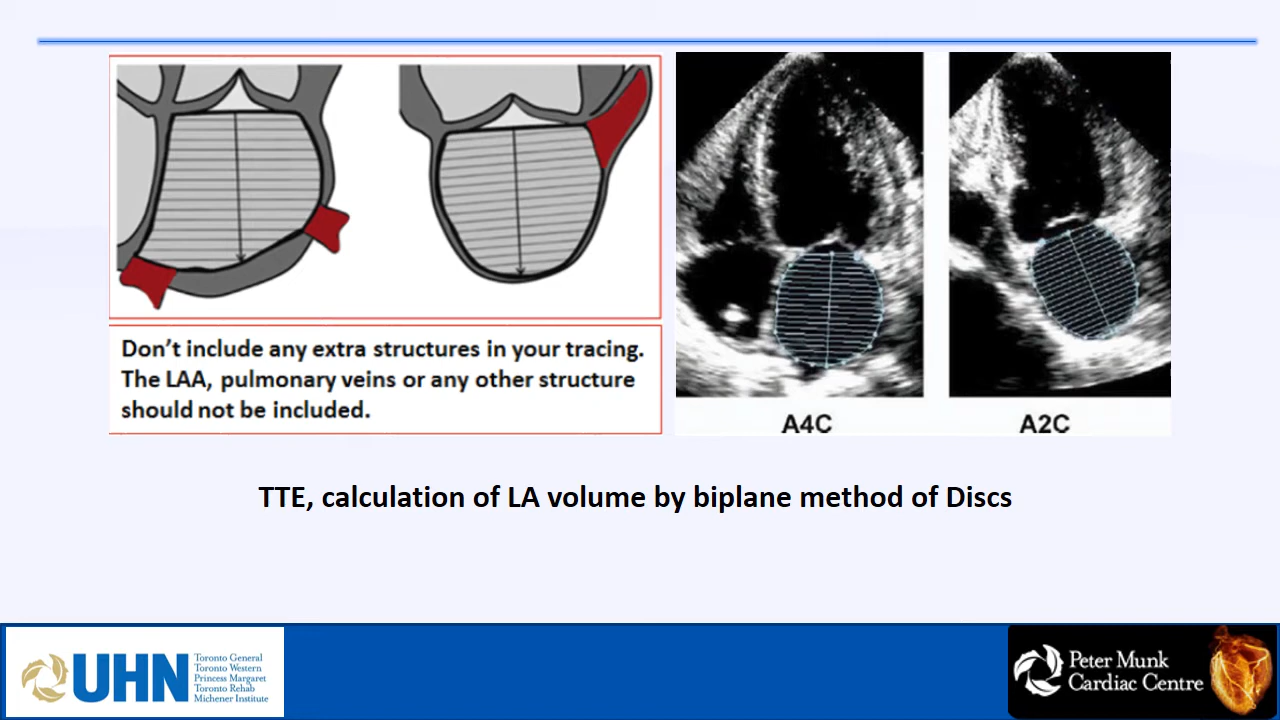 Don't include any extra structures in your tracing.
The LAA, pulmonary veins or any other structure
should not be included.
A4C
A2C
TTE, calculation of LA volume by biplane method of Discs
UHN
Toronto General
Toronto Western
Princess Margaret
Toronto Rehab
Michener Institute
Peter Munk
Cardiac Centre